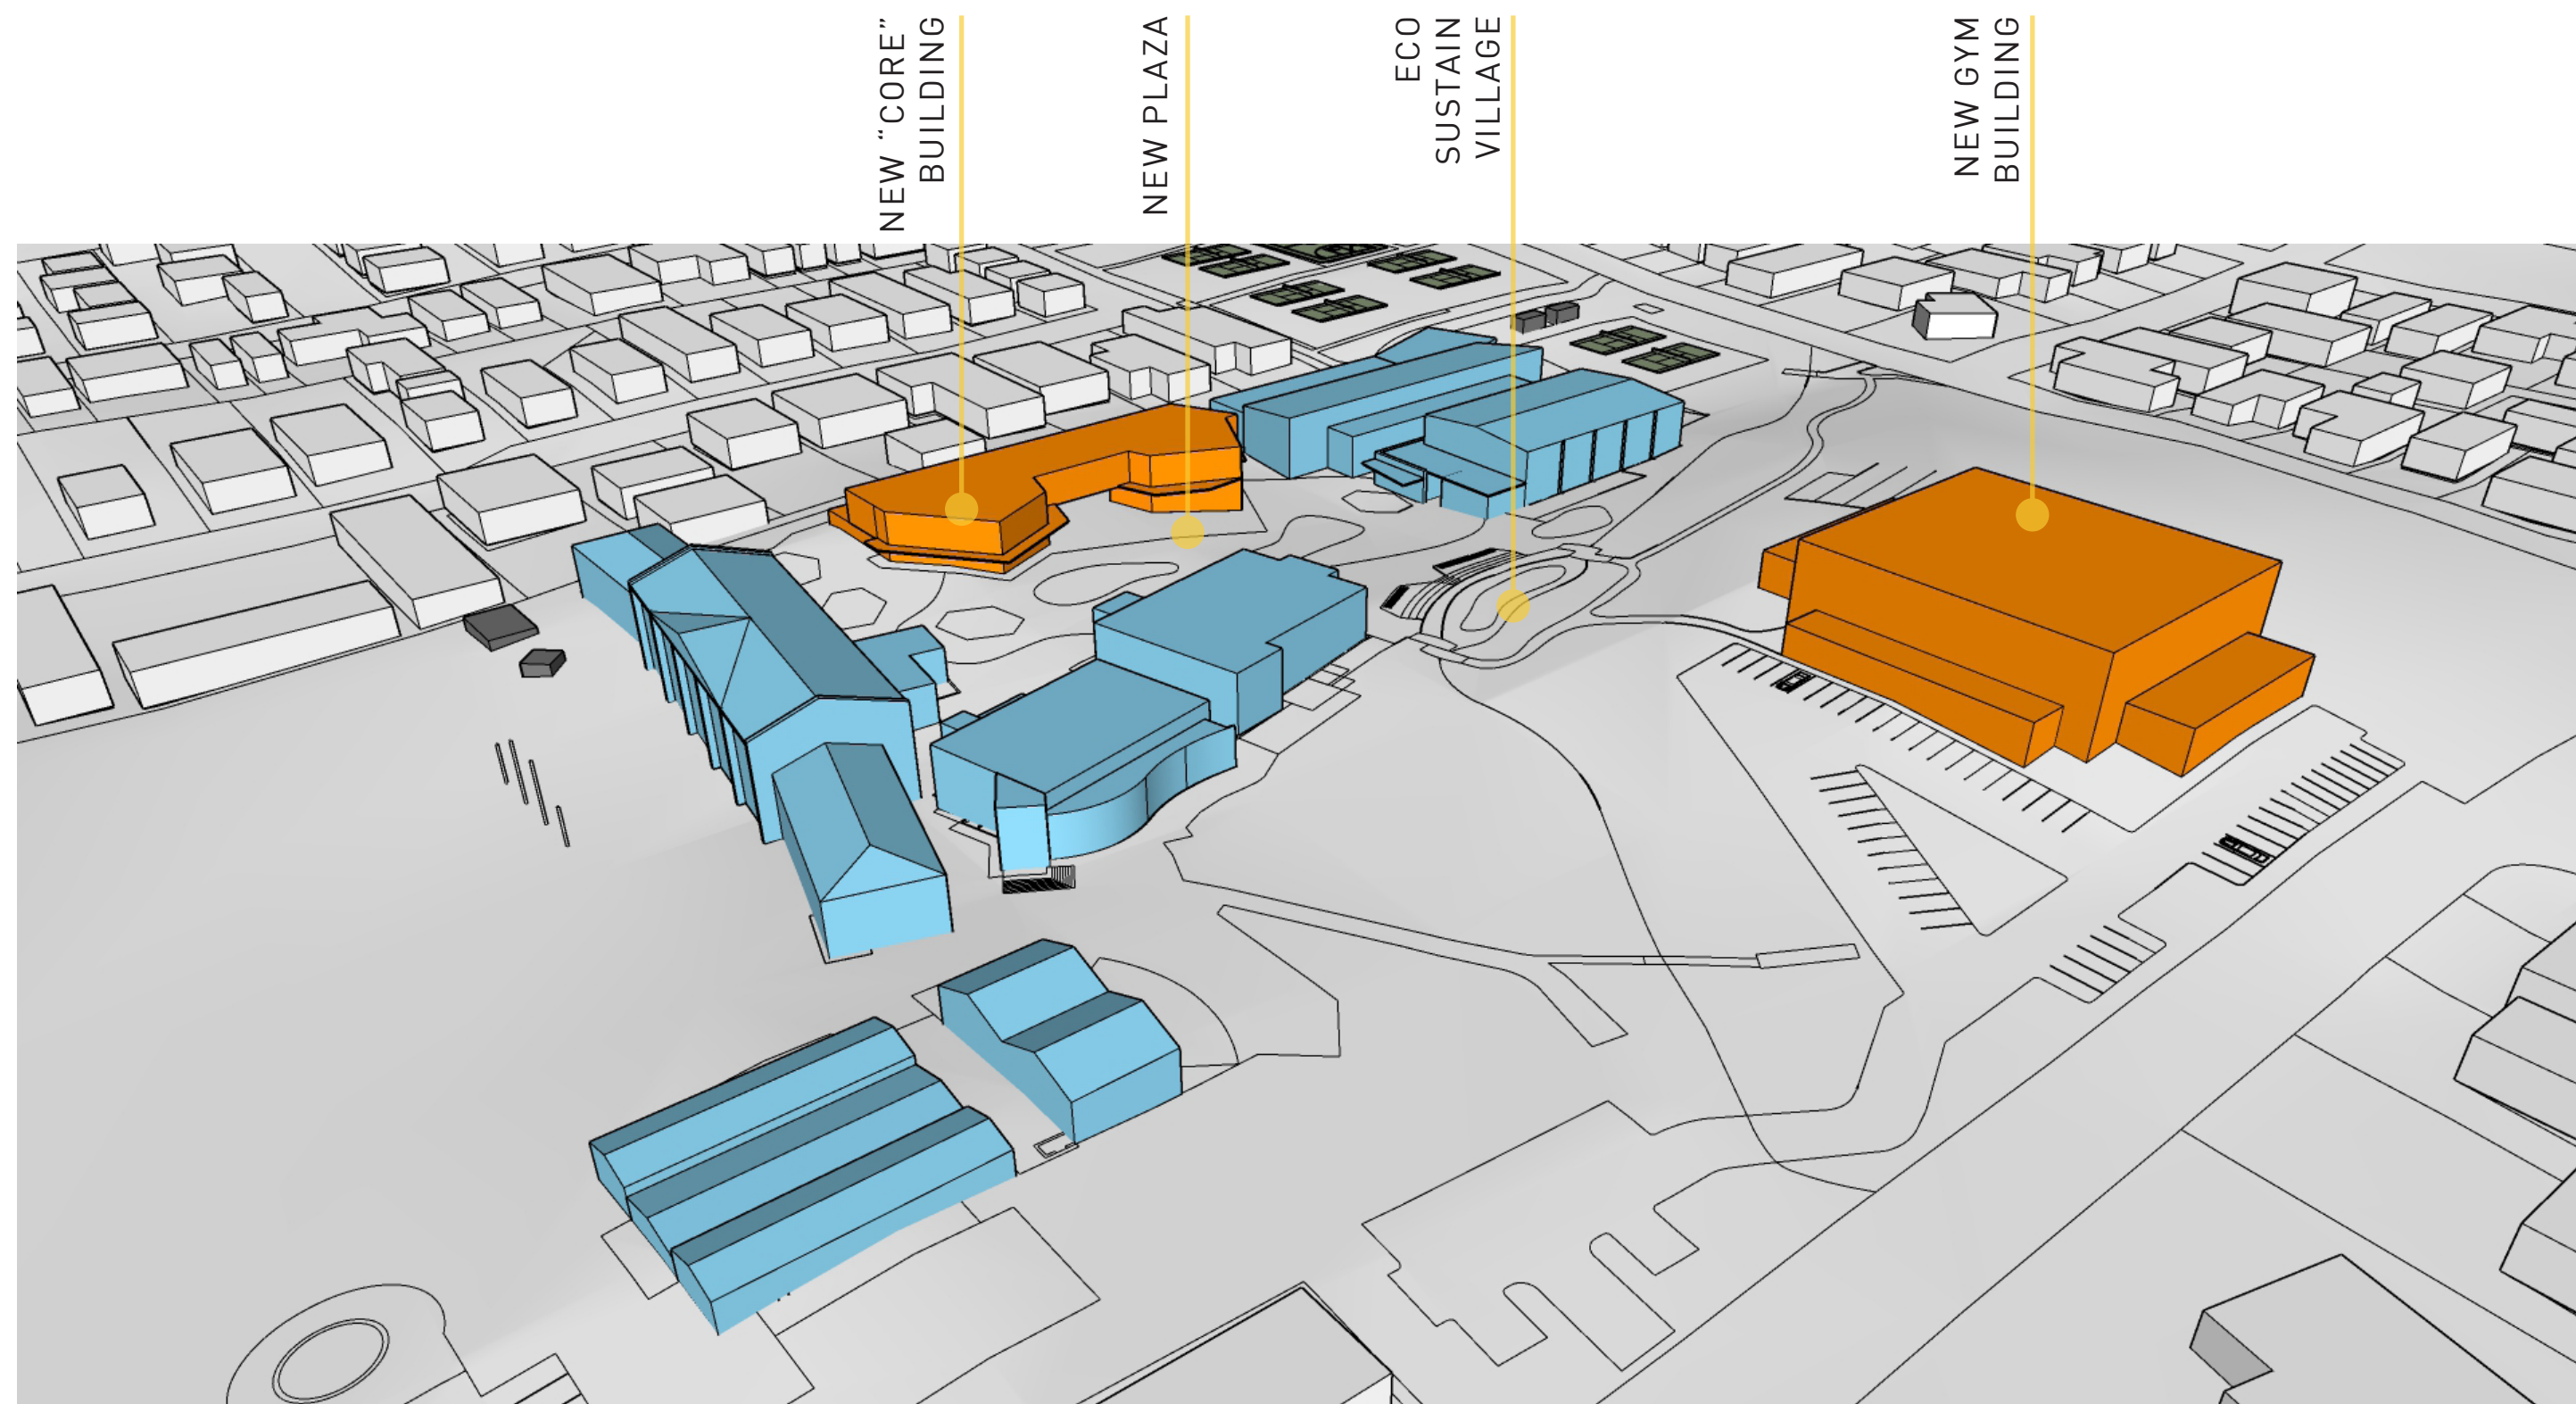 NEW “CORE”
BUILDING
NEW PLAZA
ECO
SUSTAIN
VILLAGE
NEW GYM
BUILDING